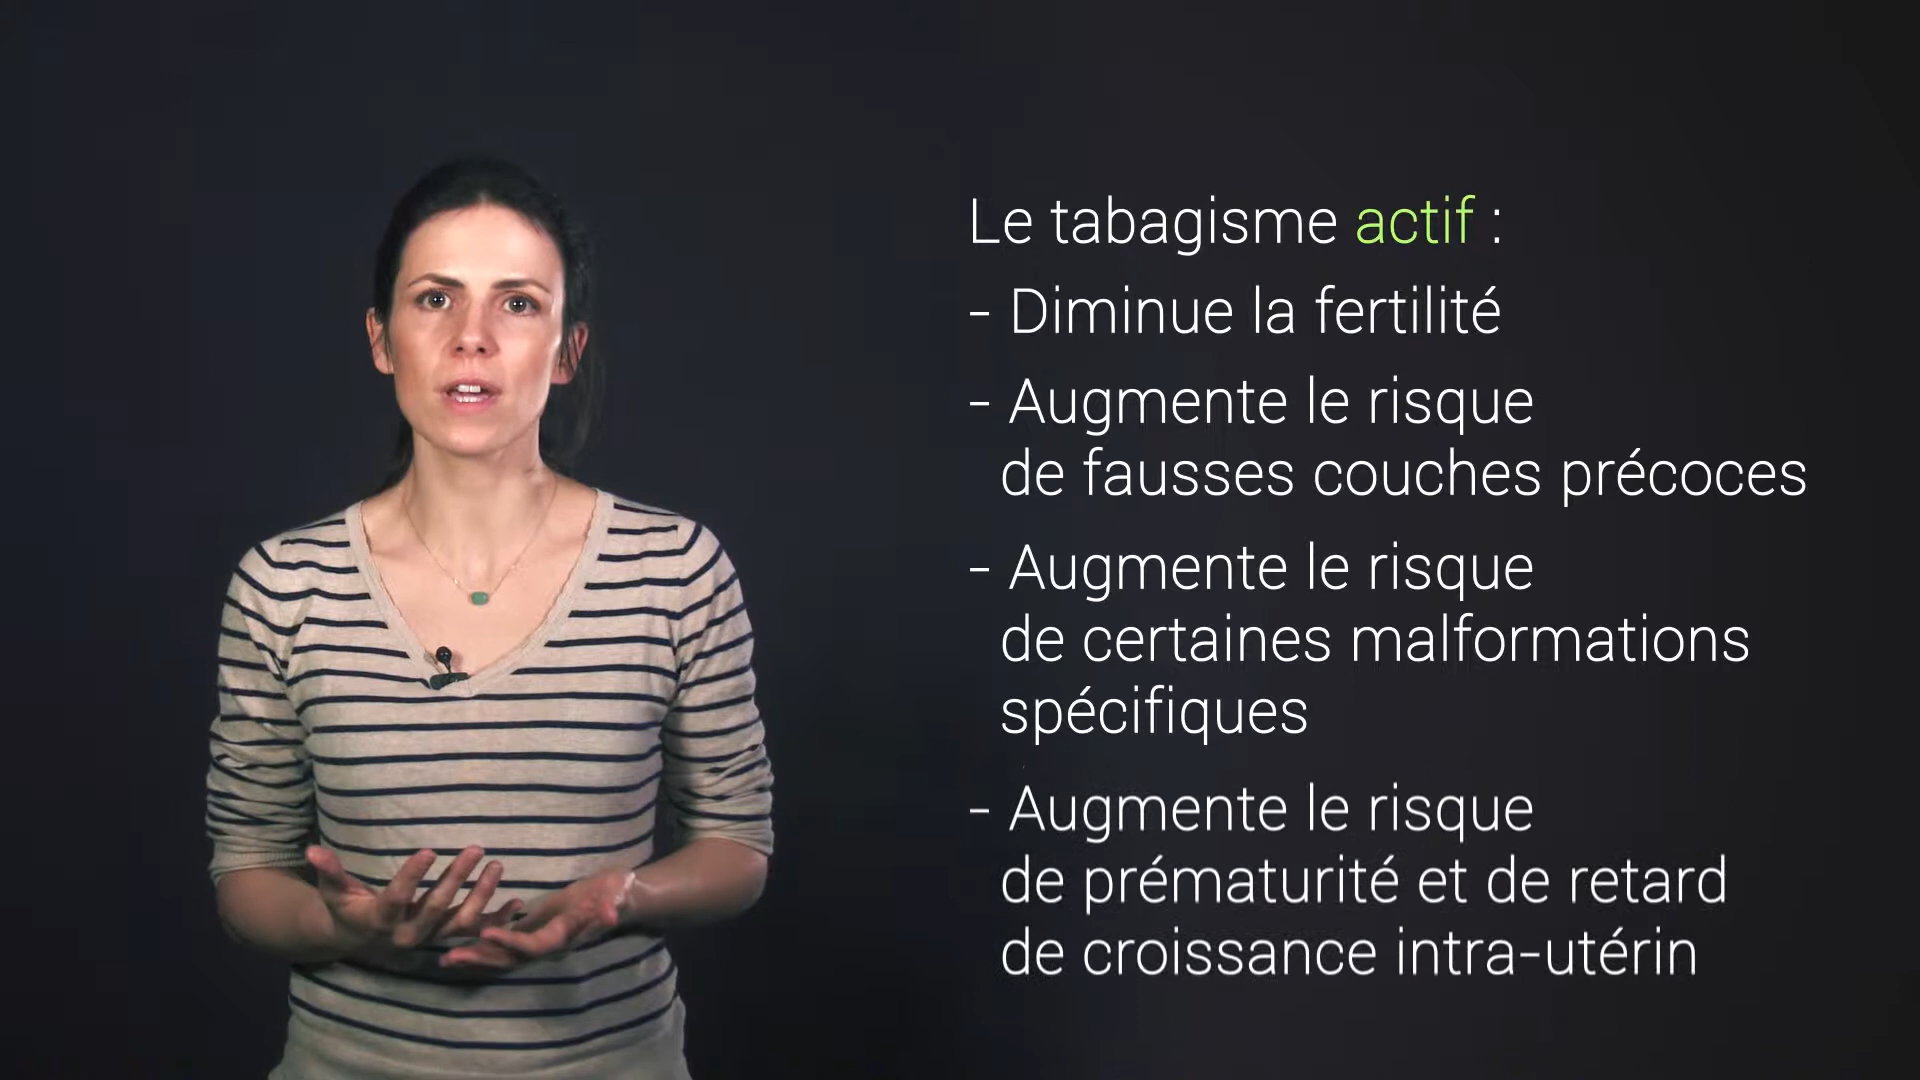 Le tabagisme actif :
- Diminue la fertilité
- Augmente le risque
de fausses couches précoces
- Augmente le risque
de certaines malformations
spécifiques
- Augmente le risque
de prématurité et de retard
de croissance intra-utérin